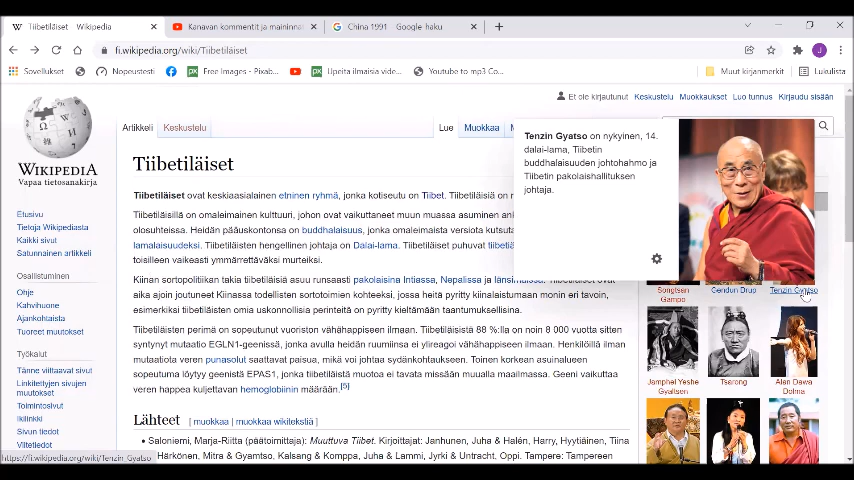 Tiibetiläiset – Wikipedia
Kanavan kommentit ja maininna
China 1991 - Google-haku
fi.wikipedia.org/wiki/Tiibetiläiset
Sovellukset
Nopeustesti
Free Images - Pixab...
Upeita ilmaisia vide...
Youtube to mp3 Co...
Muut kirjanmerkit
Lukulista
Et ole kirjautunut Keskustelu Muokkaukset Luo tunnus Kirjaudu sisään
Artikkeli Keskustelu Lue Muokkaa
WIKIPEDIA
Vapaa tietosanakirja
Etusivu
Tietoja Wikipediasta
Kaikki sivut
Satunnainen artikkeli
Osallistuminen
Ohje
Kahvihuone
Ajankohtaista
Tuoreet muutokset
Työkalut
Tänne viittaavat sivut
Linkitettyjen sivujen
muutokset
Toimintosivut
Ikilinkki
Sivun tiedot
Viitetiedot
https://fi.wikipedia.org/wiki/Tenzin_Gyatso
Tiibetiläiset
Tiibetiläiset ovat keskiaasialainen etninen ryhmä, jonka kotiseutu on Tiibet. Tiibetiläisiä on
Tiibetiläisillä on omaleimainen kulttuuri, johon ovat vaikuttaneet muun muassa asuminen
olosuhteissa. Heidän pääuskontonsa on buddhalaisuus, jonka omaleimaista versiota
lamalaisuudeksi. Tiibetiläisten hengellinen johtaja on Dalai-lama. Tiibetiläiset puhuvat
toisilleen vaikeasti ymmärrettäväksi murteiksi.
Kiinan sortopolitiikan takia tiibetiläisiä asuu runsaasti pakolaisina Intiassa, Nepalissa ja länsimaissa.
aika ajoin joutuneet Kiinassa todellisten sortotoimien kohteeksi, jossa heitä pyritty kiinalaistumaan monin eri tavoin,
esimerkiksi tiibetiläisten omia uskonnollisia perinteitä on pyritty kieltämään taantumuksellisina.
Tiibetiläisten perimä on sopeutunut vuoriston vähähappiseen ilmaan. Tiibetiläisistä 88 %:lla on noin 8 000 vuotta sitten
syntynyt mutaatio EGLN1-geenissä, jonka avulla heidän ruumiinsa ei ylireagoi vähähappiseen ilmaan. Henkilöillä ilman
mutaatiota veren punasolut saattavat paisua, mikä voi johtaa sydänkohtaukseen. Toinen korkean asuinalueen
sopeutuma löytyy geenistä EPAS1, jonka tiibetiläistä muotoa ei tavata missään muualla maailmassa. Geeni vaikuttaa
veren happea kuljettavan hemoglobiinin määrään.[5]
Lähteet [ muokkaa | muokkaa wikitekstiä ]
• Saloniemi, Marja-Riitta (päätoimittaja): Muuttuva Tiibet. Kirjoittajat: Janhunen, Juha & Halén, Harry, Hyytiäinen, Tiina
Härkönen, Mitra & Gyamtso, Kalsang & Komppa, Juha & Lammi, Jyrki & Untracht, Oppi. Tampere: Tampereen
Tenzin Gyatso on nykyinen, 14.
dalai-lama, Tiibetin
buddhalaisuuden johtohahmo ja
Tiibetin pakolaishallituksen
johtaja.
Songtsan
Gampo
Gendun Drup
Tenzin Gyatso
Jamphel Yeshe
Gyaltsen
Tsarong
Alan Dawa
Dolma